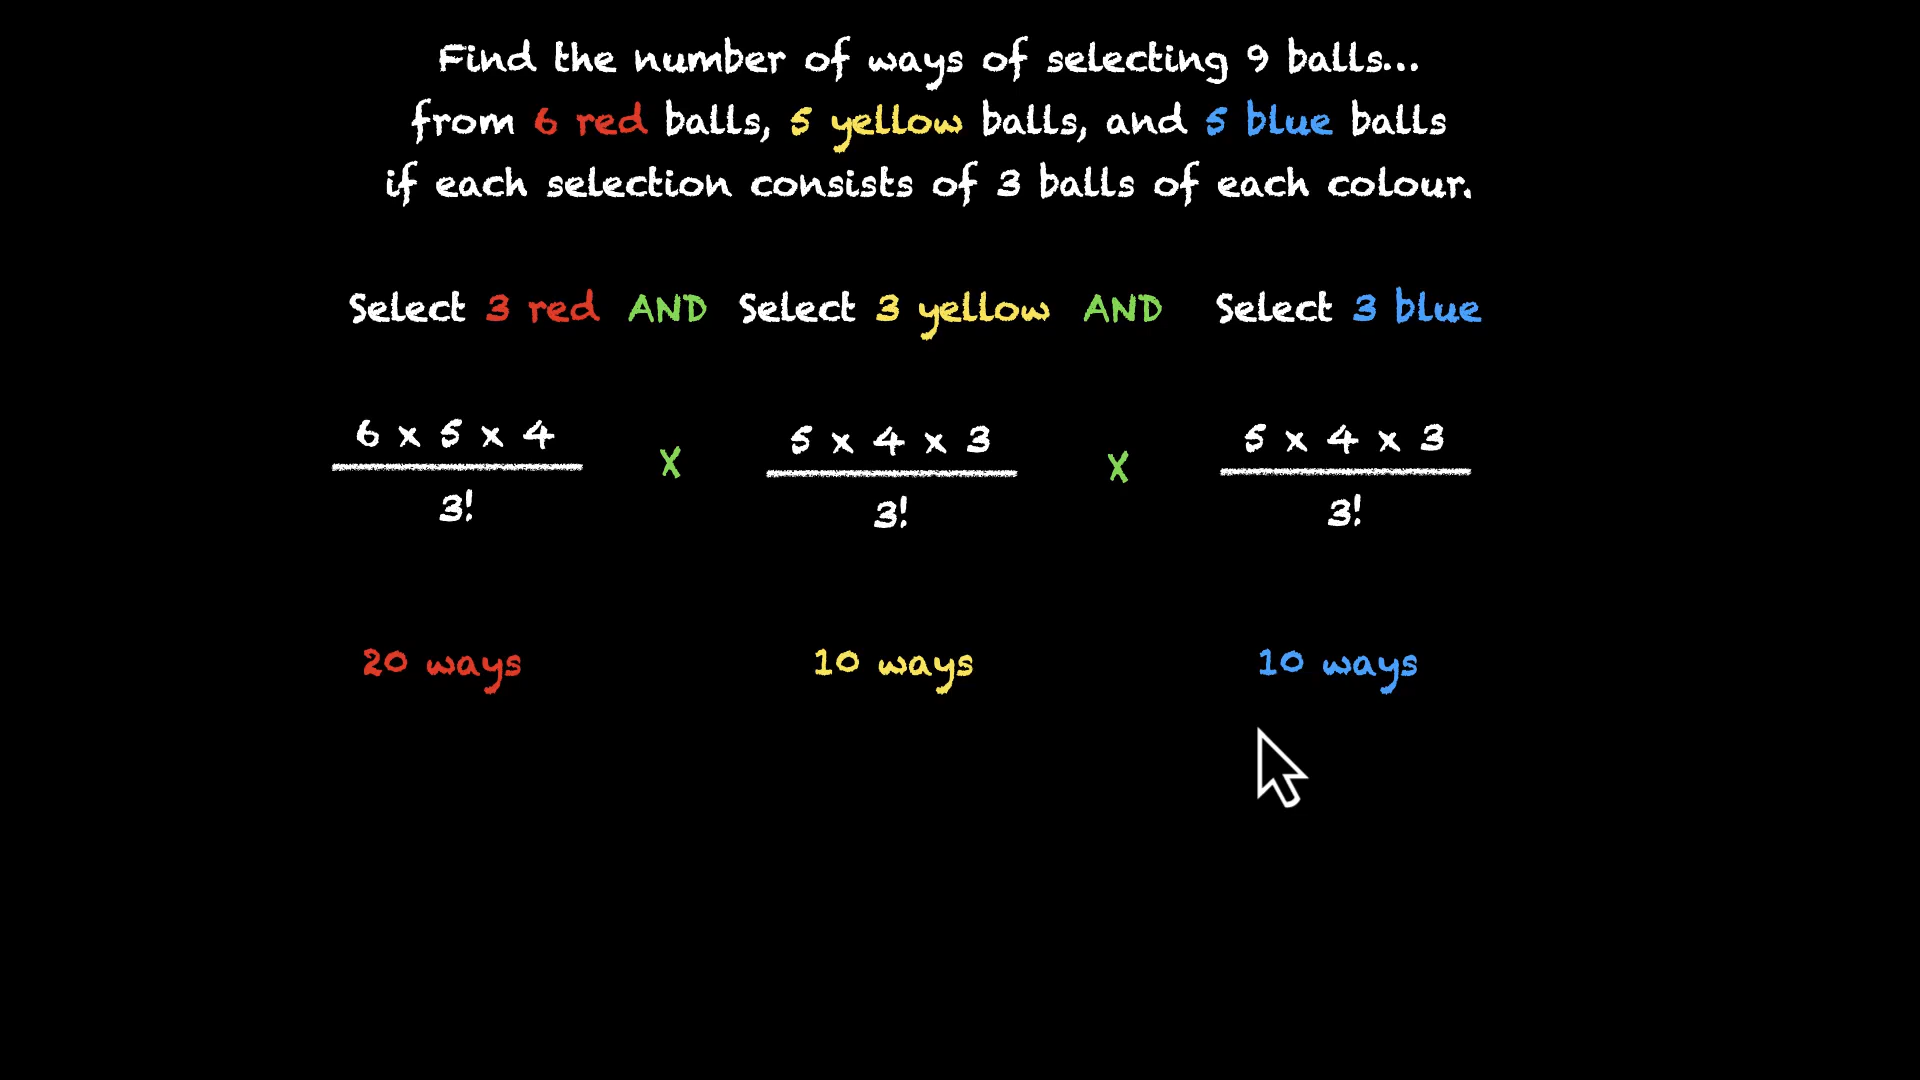 Find the number of ways of selecting 9 balls...
from 6 red balls, 5 yellow balls, and 5 blue balls
if each selection consists of 3 balls of each colour.
Select 3 red AND Select 3 yellow AND Select 3 blue
6 x 5 x 4 5 x 4 x 3 5 x 4 x 3
x x
3! 3! 3!
20 ways 10 ways 10 ways